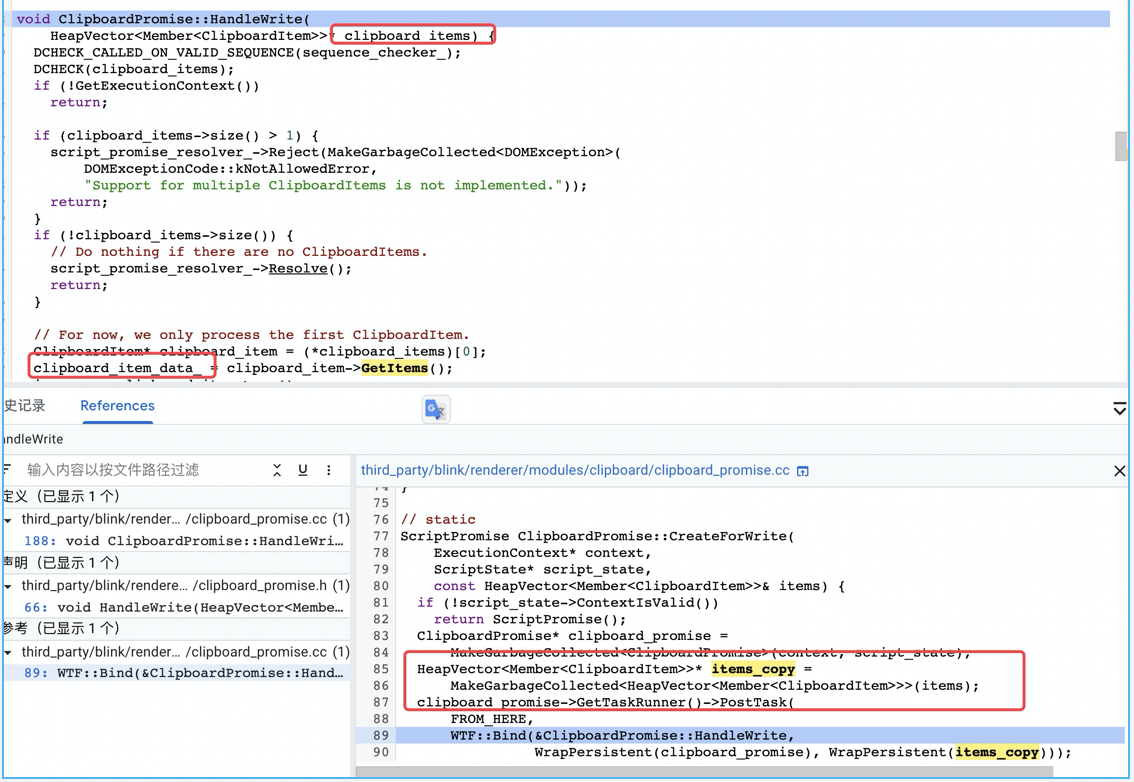 void ClipboardPromise::HandleWrite(
HeapVector<Member<ClipboardItem>>* clipboard_items) {
DCHECK_CALLED_ON_VALID_SEQUENCE(sequence_checker_);
DCHECK(clipboard_items);
if (!GetExecutionContext())
return;
if (clipboard_items->size() > 1) {
script_promise_resolver_->Reject(MakeGarbageCollected<DOMException>(
DOMExceptionCode::kNotAllowedError,
"Support for multiple ClipboardItems is not implemented."));
return;
}
if (!clipboard_items->size()) {
// Do nothing if there are no ClipboardItems.
script_promise_resolver_->Resolve();
return;
}
// For now, we only process the first ClipboardItem.
ClipboardItem* clipboard_item = (*clipboard_items)[0];
clipboard_item_data_ = clipboard_item->GetItems();
史记录 References
andleWrite
输入内容以按文件路径过滤
定义（已显示 1 个）
third_party/blink/render… /clipboard_promise.cc (1)
188: void ClipboardPromise::HandleWri…
声明（已显示 1 个）
third_party/blink/rendere… /clipboard_promise.h (1)
66: void HandleWrite(HeapVector<Membe…
参考（已显示 1 个）
third_party/blink/render… /clipboard_promise.cc (1)
89: WTF::Bind(&ClipboardPromise::Hand…
third_party/blink/renderer/modules/clipboard/clipboard_promise.cc
74 }
75
76 // static
77 ScriptPromise ClipboardPromise::CreateForWrite(
78 ExecutionContext* context,
79 ScriptState* script_state,
80 const HeapVector<Member<ClipboardItem>>& items) {
81 if (!script_state->ContextIsValid())
82 return ScriptPromise();
83 ClipboardPromise* clipboard_promise =
84 MakeGarbageCollected<ClipboardPromise>(context, script_state);
85 HeapVector<Member<ClipboardItem>>* items_copy =
86 MakeGarbageCollected<HeapVector<Member<ClipboardItem>>>(items);
87 clipboard_promise->GetTaskRunner()->PostTask(
88 FROM_HERE,
89 WTF::Bind(&ClipboardPromise::HandleWrite,
90 WrapPersistent(clipboard_promise), WrapPersistent(items_copy)));